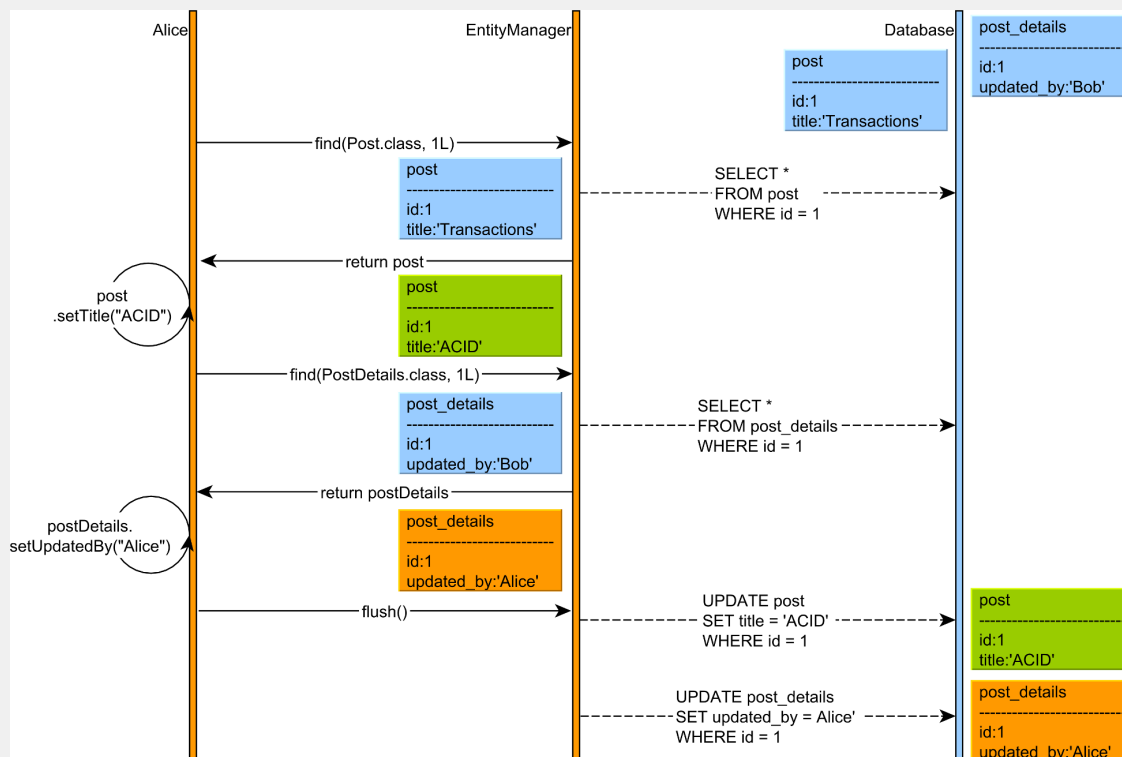 Alice
EntityManager
Database
post_details
--------------------------
id:1
updated_by:'Bob'
post
---------------------------
id:1
title:'Transactions'
find(Post.class, 1L)
post
---------------------------
id:1
title:'Transactions'
SELECT *
FROM post
WHERE id = 1
return post
post
.setTitle("ACID")
post
---------------------------
id:1
title:'ACID'
find(PostDetails.class, 1L)
post_details
---------------------------
id:1
updated_by:'Bob'
SELECT *
FROM post_details
WHERE id = 1
return postDetails
postDetails.
setUpdatedBy("Alice")
post_details
---------------------------
id:1
updated_by:'Alice'
flush()
UPDATE post
SET title = 'ACID'
WHERE id = 1
post
--------------------------
id:1
title:'ACID'
UPDATE post_details
SET updated_by = Alice'
WHERE id = 1
post_details
--------------------------
id:1
updated_by:'Alice'